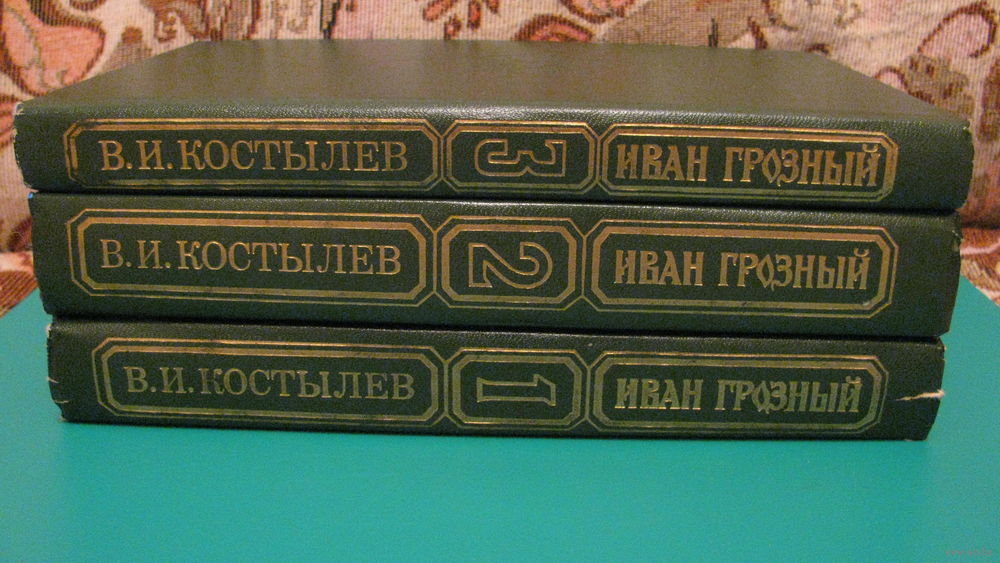 В. И. КОСТЫЛЕВ 3 ИВАН ГРОЗНЫЙ
В. И. КОСТЫЛЕВ 2 ИВАН ГРОЗНЫЙ
В. И. КОСТЫЛЕВ 1 ИВАН ГРОЗНЫЙ